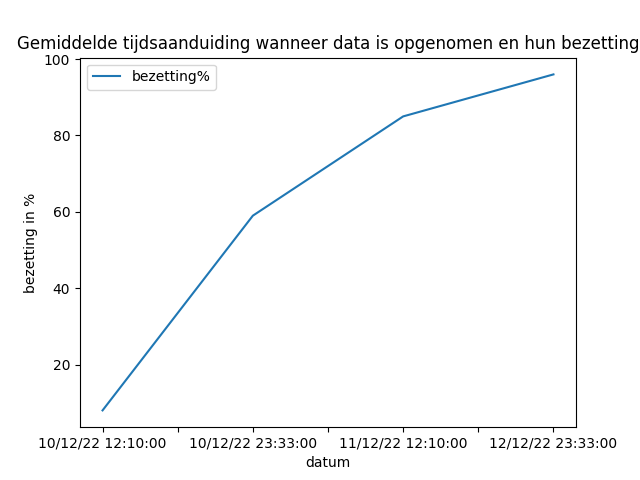 Gemiddelde tijdsaanduiding wanneer data is opgenomen en hun bezetting
bezetting%
100
80
60
40
20
bezetting in %
10/12/22 12:10:00 10/12/22 23:33:00 11/12/22 12:10:00 12/12/22 23:33:00
datum